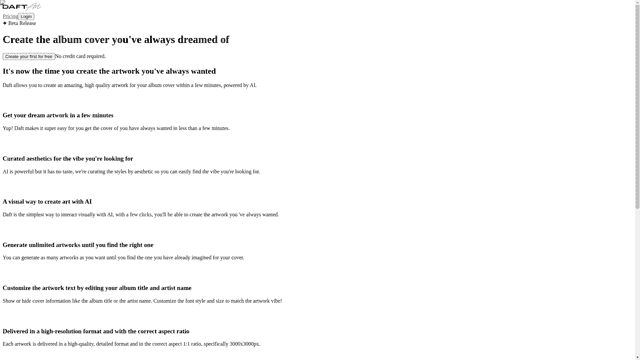 DAFT Art
Pricing Login
★ Beta Release
Create the album cover you've always dreamed of
Create your first for free No credit card required.
It's now the time you create the artwork you've always wanted
Daft allows you to create an amazing, high quality artwork for your album cover within a few minutes, powered by AI.
Get your dream artwork in a few minutes
Yup! Daft makes it super easy for you get the cover of you have always wanted in less than a few minutes.
Curated aesthetics for the vibe you're looking for
AI is powerful but it has no taste, we're curating the styles by aesthetic so you can easily find the vibe you're looking for.
A visual way to create art with AI
Daft is the simplest way to interact visually with AI, with a few clicks, you'll be able to create the artwork you 've always wanted.
Generate unlimited artworks until you find the right one
You can generate as many artworks as you want until you find the one you have already imagined for your cover.
Customize the artwork text by editing your album title and artist name
Show or hide cover information like the album title or the artist name. Customize the font style and size to match the artwork vibe!
Delivered in a high-resolution format and with the correct aspect ratio
Each artwork is delivered in a high-quality, detailed format and in the correct aspect 1:1 ratio, specifically 3000x3000px.